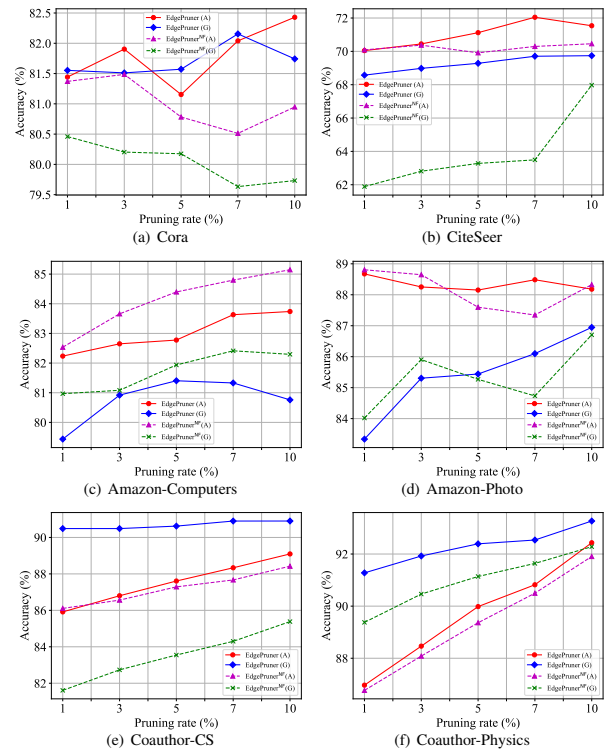 82.5
82.0
81.5
81.0
80.5
80.0
79.5
Accuracy (%)
EdgePruner (A)
EdgePruner (G)
EdgePruner^NF(A)
EdgePruner^NF(G)
1 3 5 7 10
Pruning rate (%)
(a) Cora
72
70
68
66
64
62
Accuracy (%)
EdgePruner (A)
EdgePruner (G)
EdgePruner^NF(A)
EdgePruner^NF(G)
1 3 5 7 10
Pruning rate (%)
(b) CiteSeer
85
84
83
82
81
80
Accuracy (%)
EdgePruner (A)
EdgePruner (G)
EdgePruner^NF(A)
EdgePruner^NF(G)
1 3 5 7 10
Pruning rate (%)
(c) Amazon-Computers
89
88
87
86
85
84
Accuracy (%)
EdgePruner (A)
EdgePruner (G)
EdgePruner^NF(A)
EdgePruner^NF(G)
1 3 5 7 10
Pruning rate (%)
(d) Amazon-Photo
90
88
86
84
82
Accuracy (%)
EdgePruner (A)
EdgePruner (G)
EdgePruner^NF(A)
EdgePruner^NF(G)
1 3 5 7 10
Pruning rate (%)
(e) Coauthor-CS
92
90
88
Accuracy (%)
EdgePruner (A)
EdgePruner (G)
EdgePruner^NF(A)
EdgePruner^NF(G)
1 3 5 7 10
Pruning rate (%)
(f) Coauthor-Physics